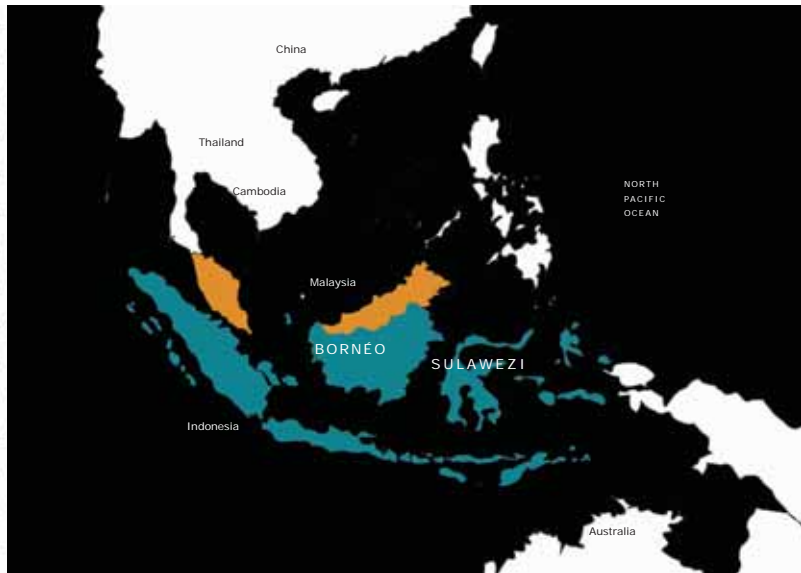 China
Thailand
Cambodia
NORTH
PACIFIC
OCEAN
Malaysia
BORNÉO
SULAWEZI
Indonesia
Australia